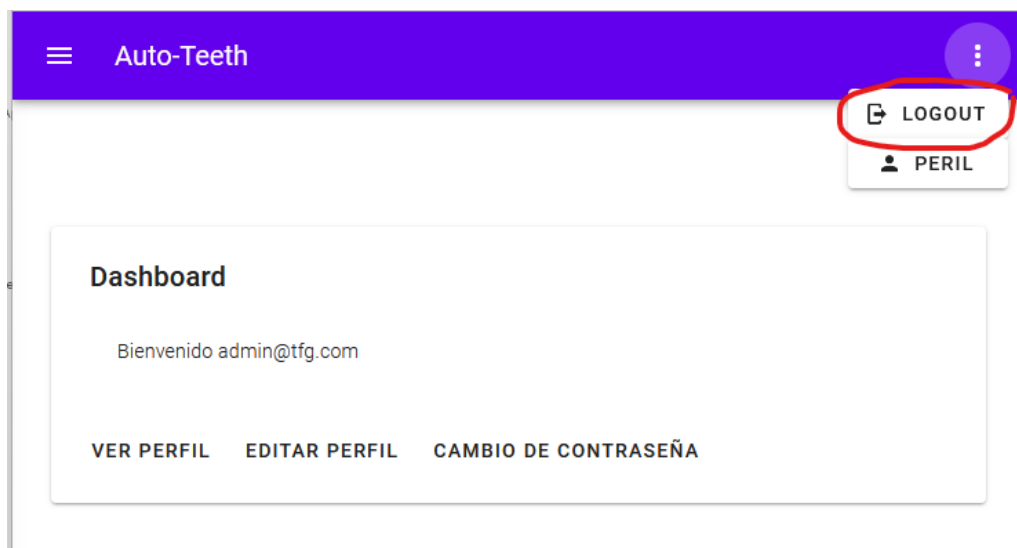 Auto-Teeth
LOGOUT
PERIL
Dashboard
Bienvenido admin@tfg.com
VER PERFIL EDITAR PERFIL CAMBIO DE CONTRASEÑA